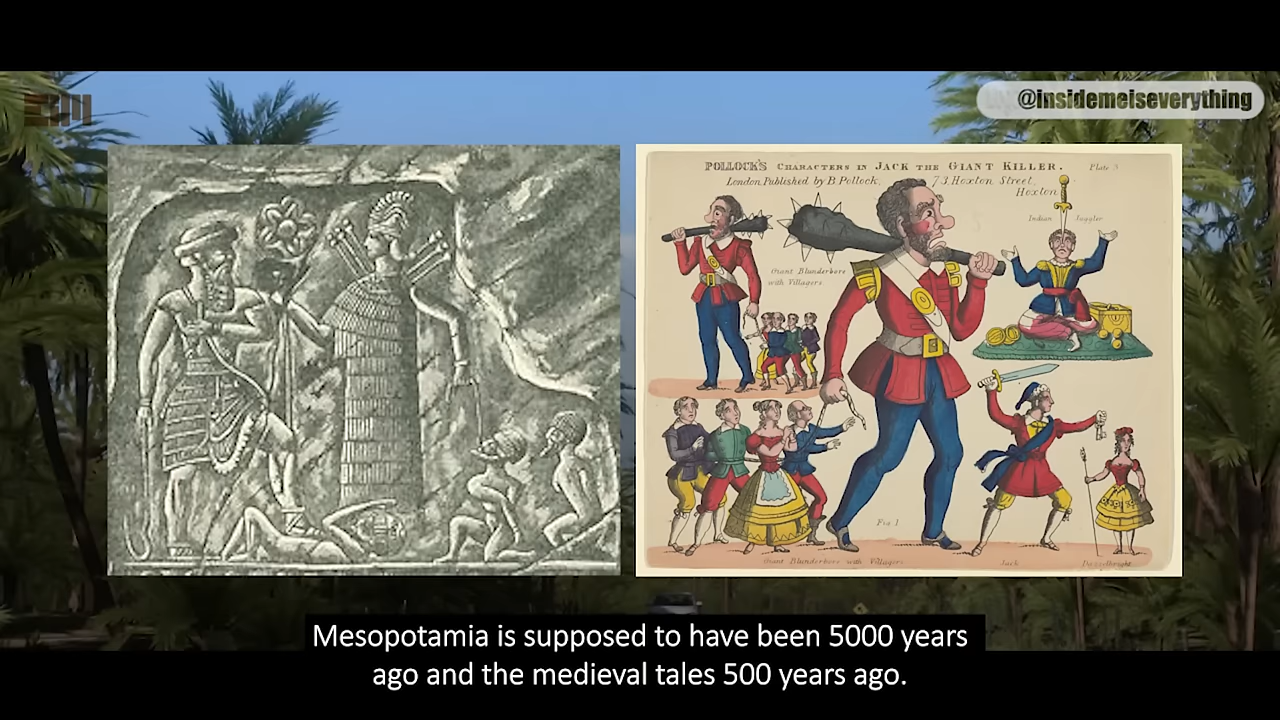 @insidemeiseverything
POLLOCK'S CHARACTERS IN JACK THE GIANT KILLER. Plate 3
London, Published by B. Pollock, 73, Hoxton Street,
Hoxton
Indian Juggler
Giant Blunderbore
with Villagers
Fig 1
Giant Blunderbore with Villagers
Jack
Mesopotamia is supposed to have been 5000 years
ago and the medieval tales 500 years ago.